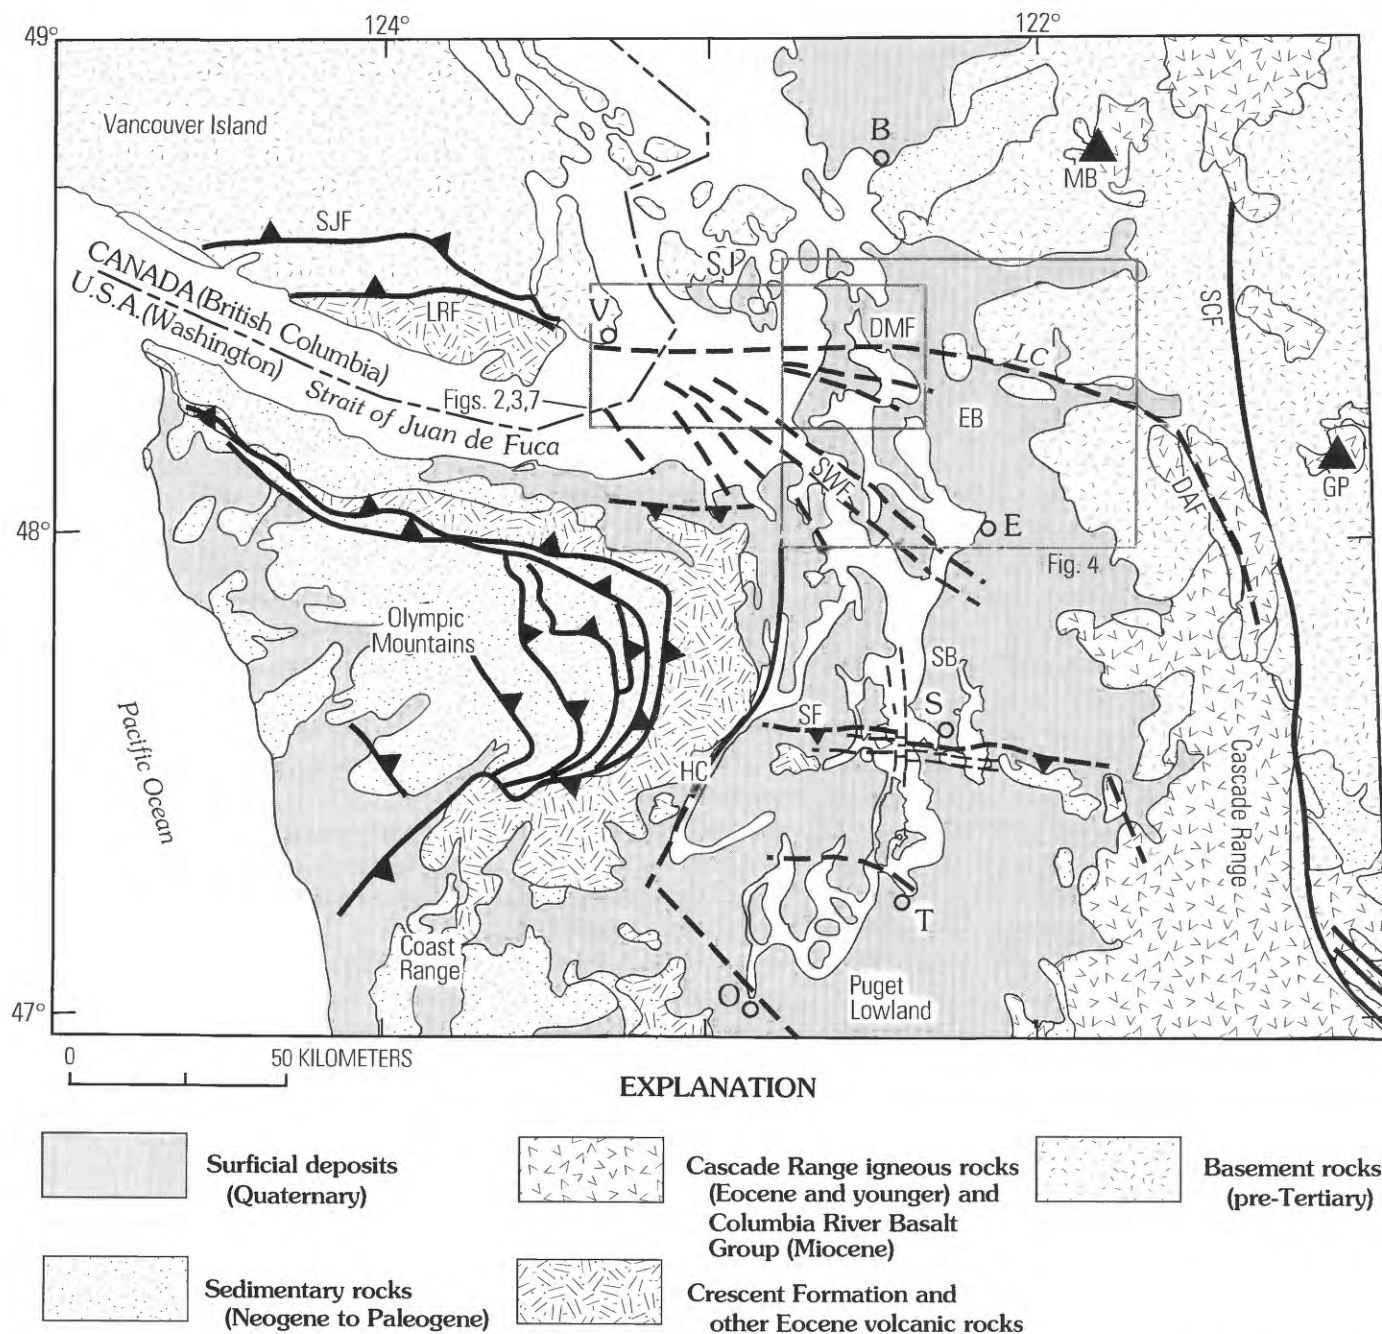 124°
122°
49°
Vancouver Island
B
MB
SJF
SJ
SCF
CANADA (British Columbia)
U.S.A. (Washington)
LRF
V
DMF
LC
Figs. 2,3,7
Strait of Juan de Fuca
EB
SWF
DAF
GP
48°
E
Fig. 4
Olympic
Mountains
SB
Pacific Ocean
SF
S
HC
Cascade Range
T
Coast
Range
O
Puget
Lowland
47°
0
50 KILOMETERS
EXPLANATION
Surficial deposits
(Quaternary)
Cascade Range igneous rocks
(Eocene and younger) and
Columbia River Basalt
Group (Miocene)
Basement rocks
(pre-Tertiary)
Sedimentary rocks
(Neogene to Paleogene)
Crescent Formation and
other Eocene volcanic rocks